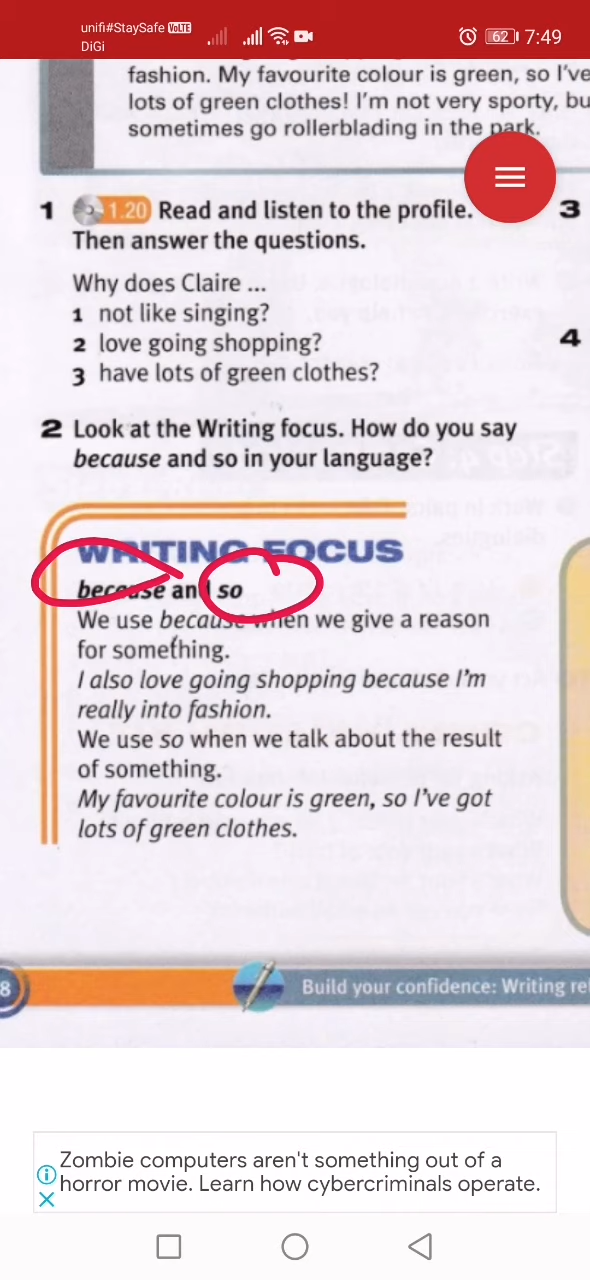 unifi#StaySafe VoLTE
DiGi
62
7:49
fashion. My favourite colour is green, so I've
lots of green clothes! I'm not very sporty, bu
sometimes go rollerblading in the park.
1 1.20 Read and listen to the profile.
Then answer the questions.
Why does Claire ...
1 not like singing?
2 love going shopping?
3 have lots of green clothes?
2 Look at the Writing focus. How do you say
because and so in your language?
WRITING FOCUS
because and so
We use because when we give a reason
for something.
I also love going shopping because I'm
really into fashion.
We use so when we talk about the result
of something.
My favourite colour is green, so I've got
lots of green clothes.
3
4
8
Build your confidence: Writing re
Zombie computers aren't something out of a
horror movie. Learn how cybercriminals operate.